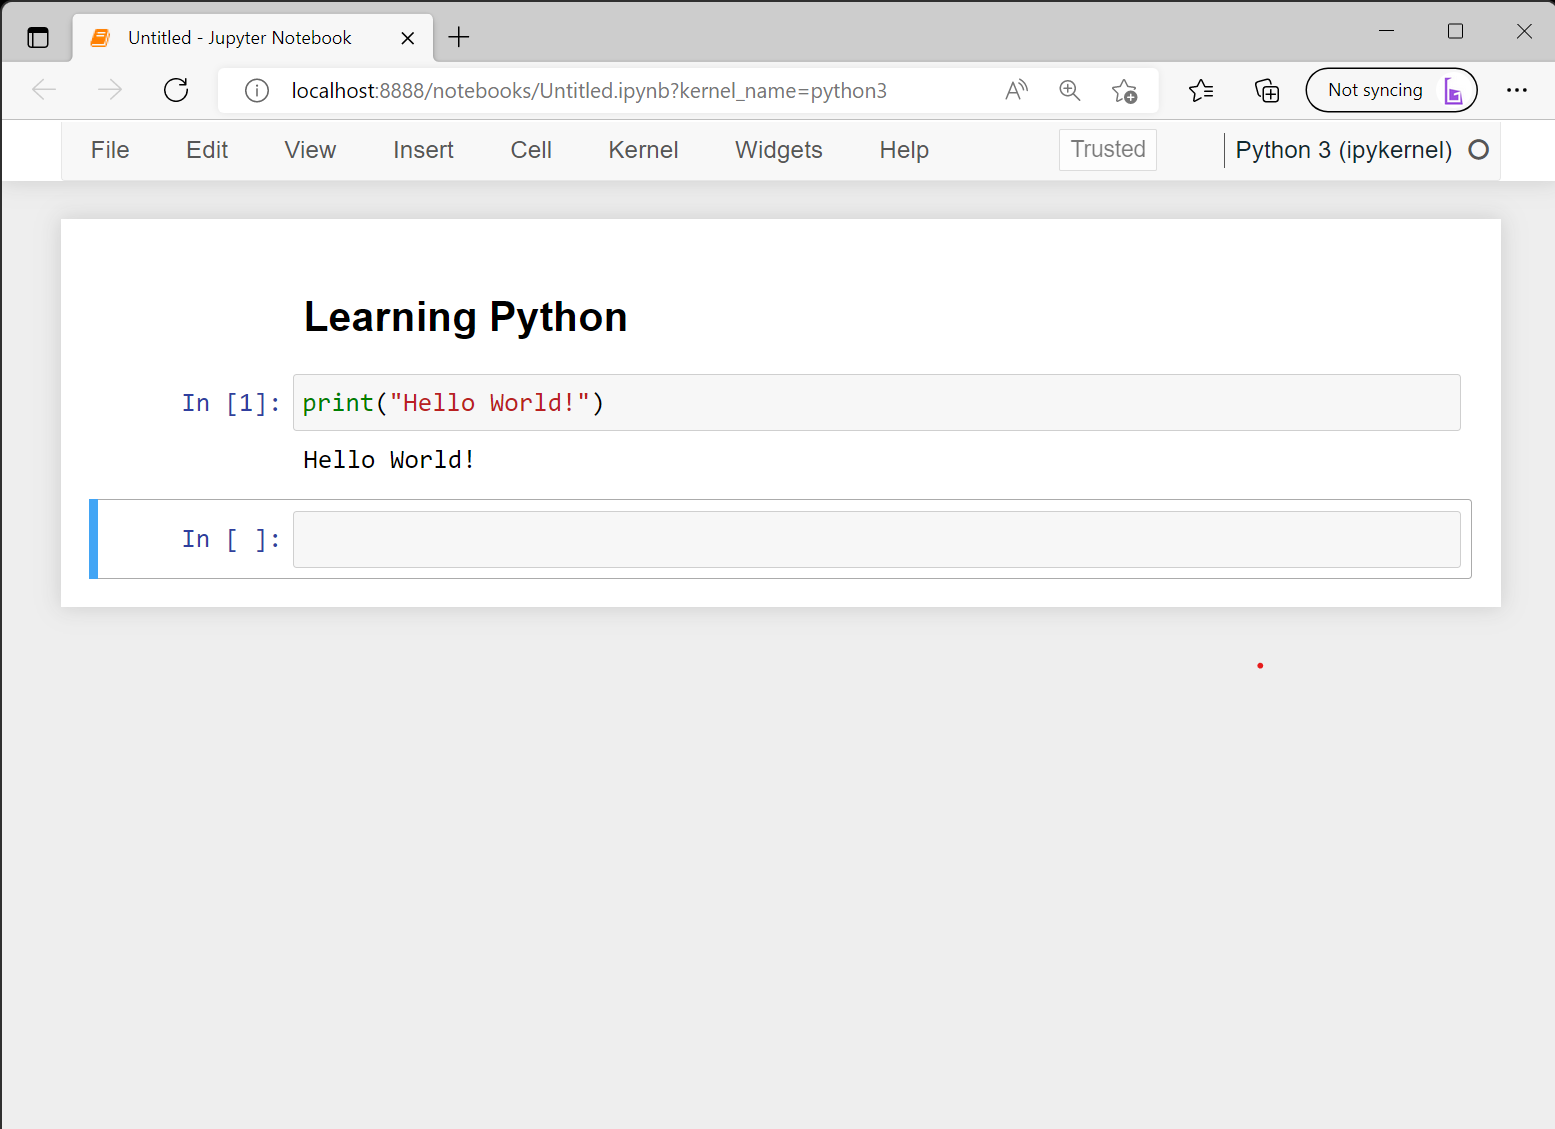 Untitled - Jupyter Notebook
localhost:8888/notebooks/Untitled.ipynb?kernel_name=python3
Not syncing
File Edit View Insert Cell Kernel Widgets Help Trusted Python 3 (ipykernel)
Learning Python
In [1]: print("Hello World!")
Hello World!
In [ ]: